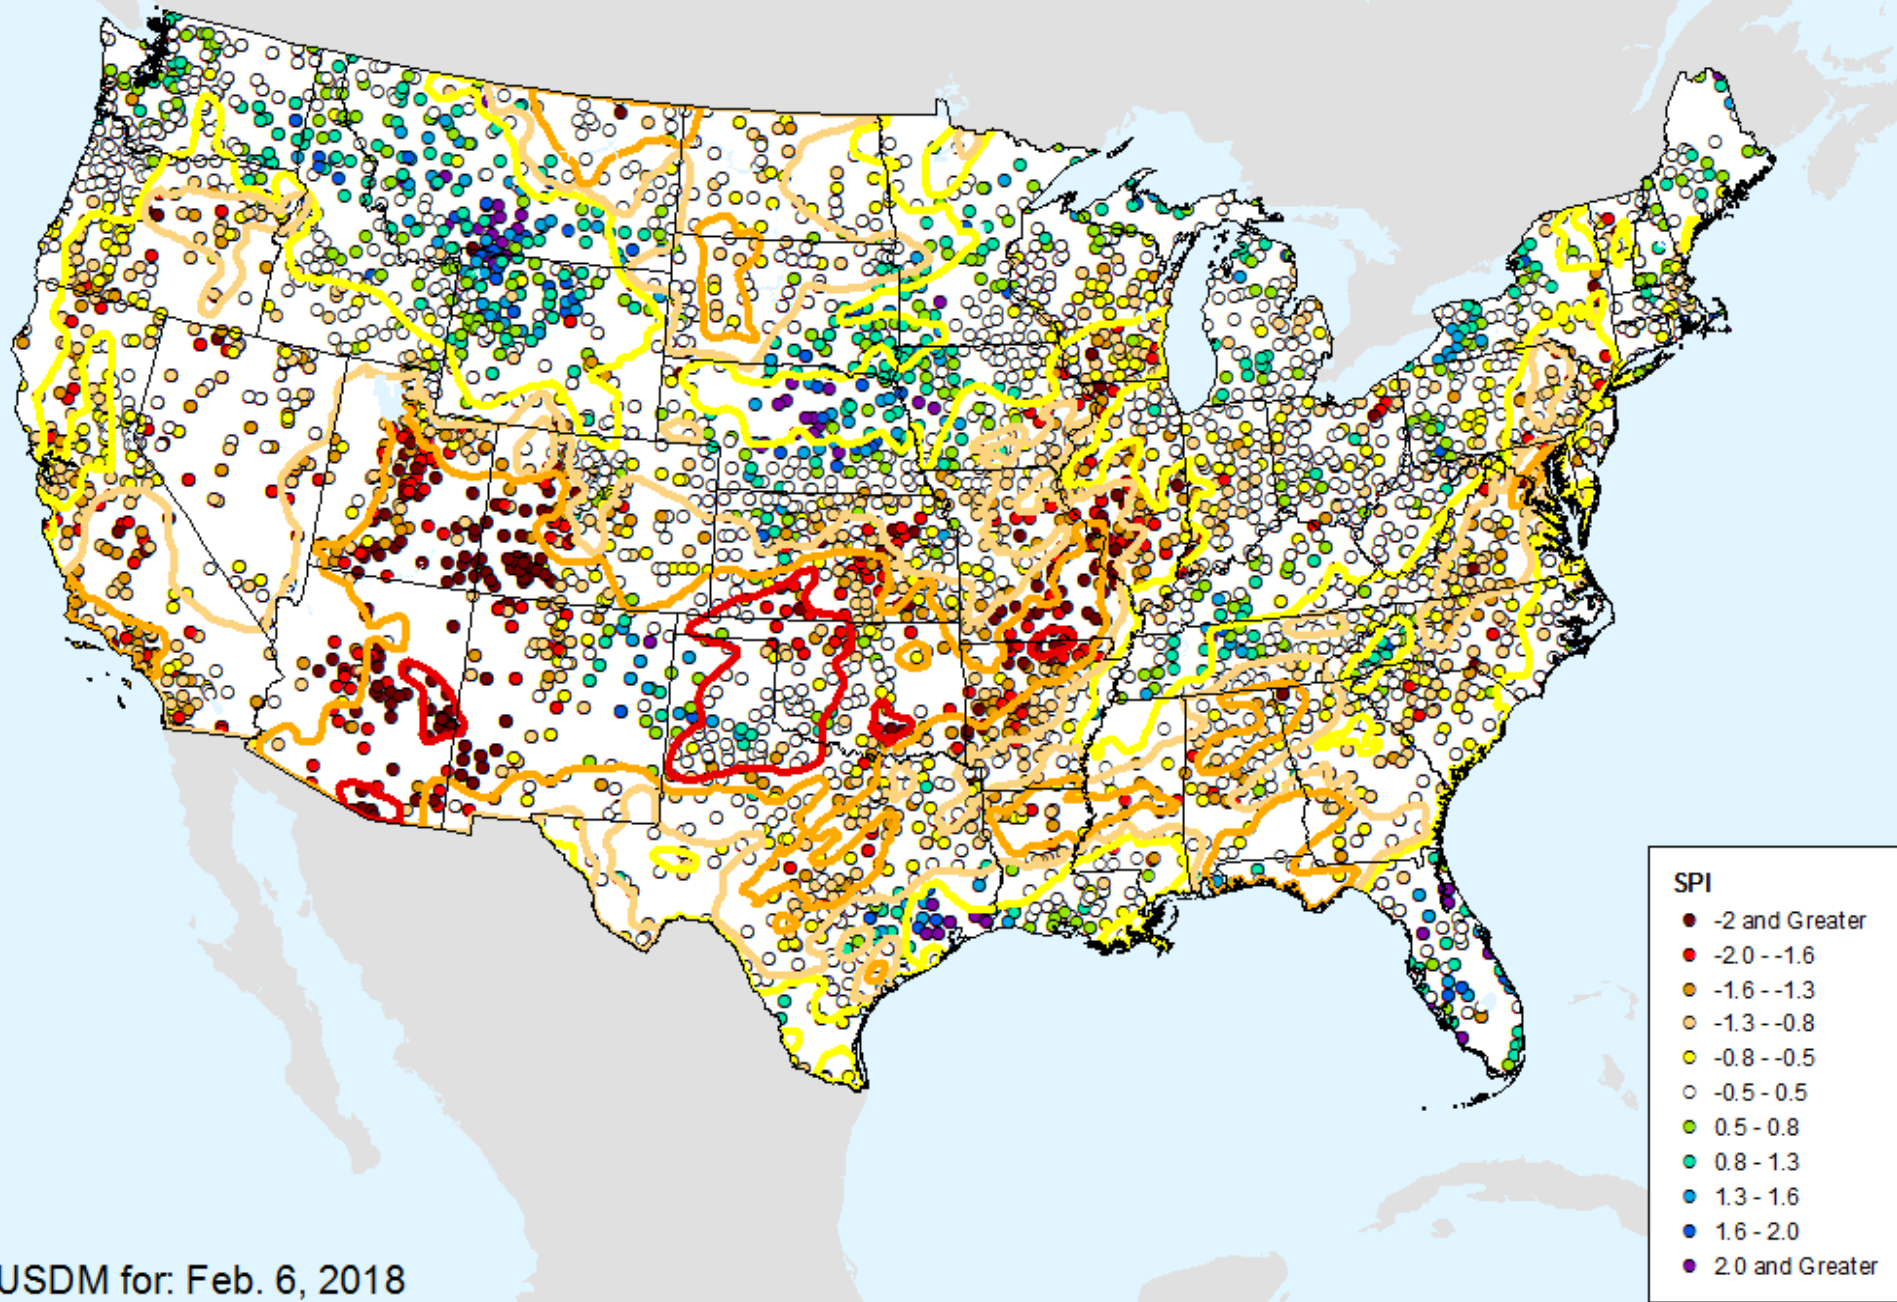 SPI
-2 and Greater
-2.0 - -1.6
-1.6 - -1.3
-1.3 - -0.8
-0.8 - -0.5
-0.5 - 0.5
0.5 - 0.8
0.8 - 1.3
1.3 - 1.6
1.6 - 2.0
2.0 and Greater
USDM for: Feb. 6, 2018